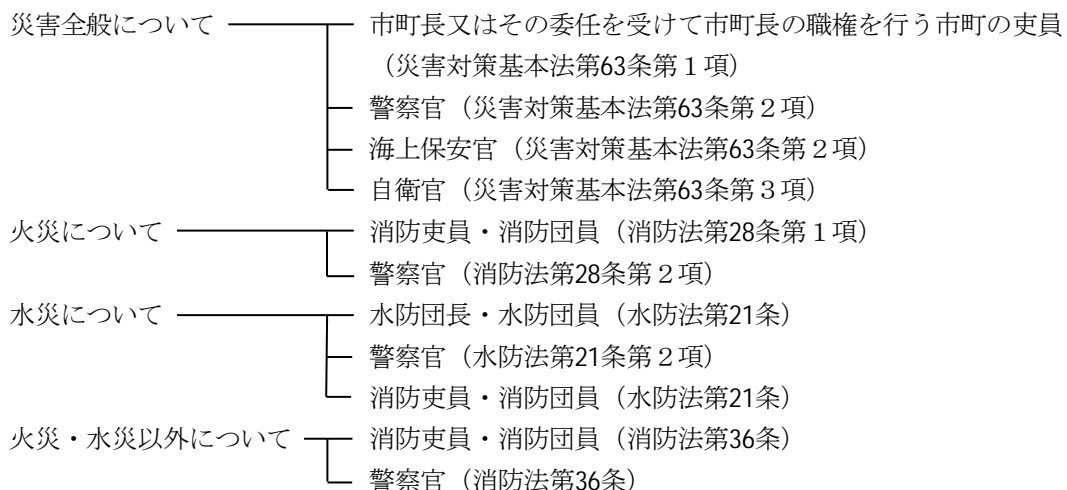 災害全般について 市町長又はその委任を受けて市町長の職権を行う市町の吏員
（災害対策基本法第63条第１項）
警察官（災害対策基本法第63条第２項）
海上保安官（災害対策基本法第63条第２項）
自衛官（災害対策基本法第63条第３項）
火災について 消防吏員・消防団員（消防法第28条第１項）
警察官（消防法第28条第２項）
水災について 水防団長・水防団員（水防法第21条）
警察官（水防法第21条第２項）
消防吏員・消防団員（水防法第21条）
火災・水災以外について 消防吏員・消防団員（消防法第36条）
警察官（消防法第36条）